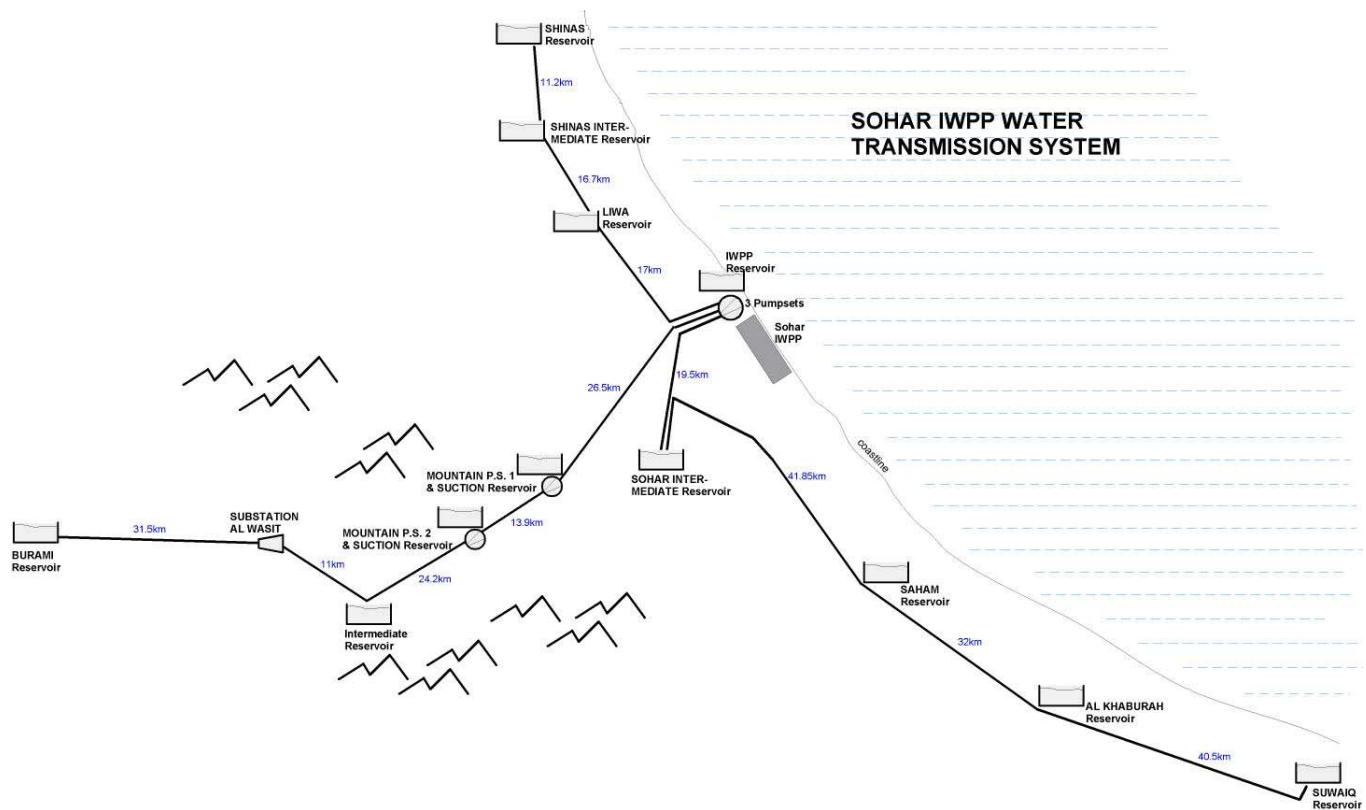 SHINAS
Reservoir
11.2km
SHINAS INTER-
MEDIATE Reservoir
SOHAR IWPP WATER
TRANSMISSION SYSTEM
16.7km
LIWA
Reservoir
17km
IWPP
Reservoir
3 Pumpsets
Sohar
IWPP
19.5km
26.5km
coastline
MOUNTAIN P.S. 1
& SUCTION Reservoir
SOHAR INTER-
MEDIATE Reservoir
41.85km
13.9km
SUBSTATION
AL WASIT
MOUNTAIN P.S. 2
& SUCTION Reservoir
31.5km
BURAMI
Reservoir
11km
24.2km
Intermediate
Reservoir
SAHAM
Reservoir
32km
AL KHABURAH
Reservoir
40.5km
SUWAIQ
Reservoir